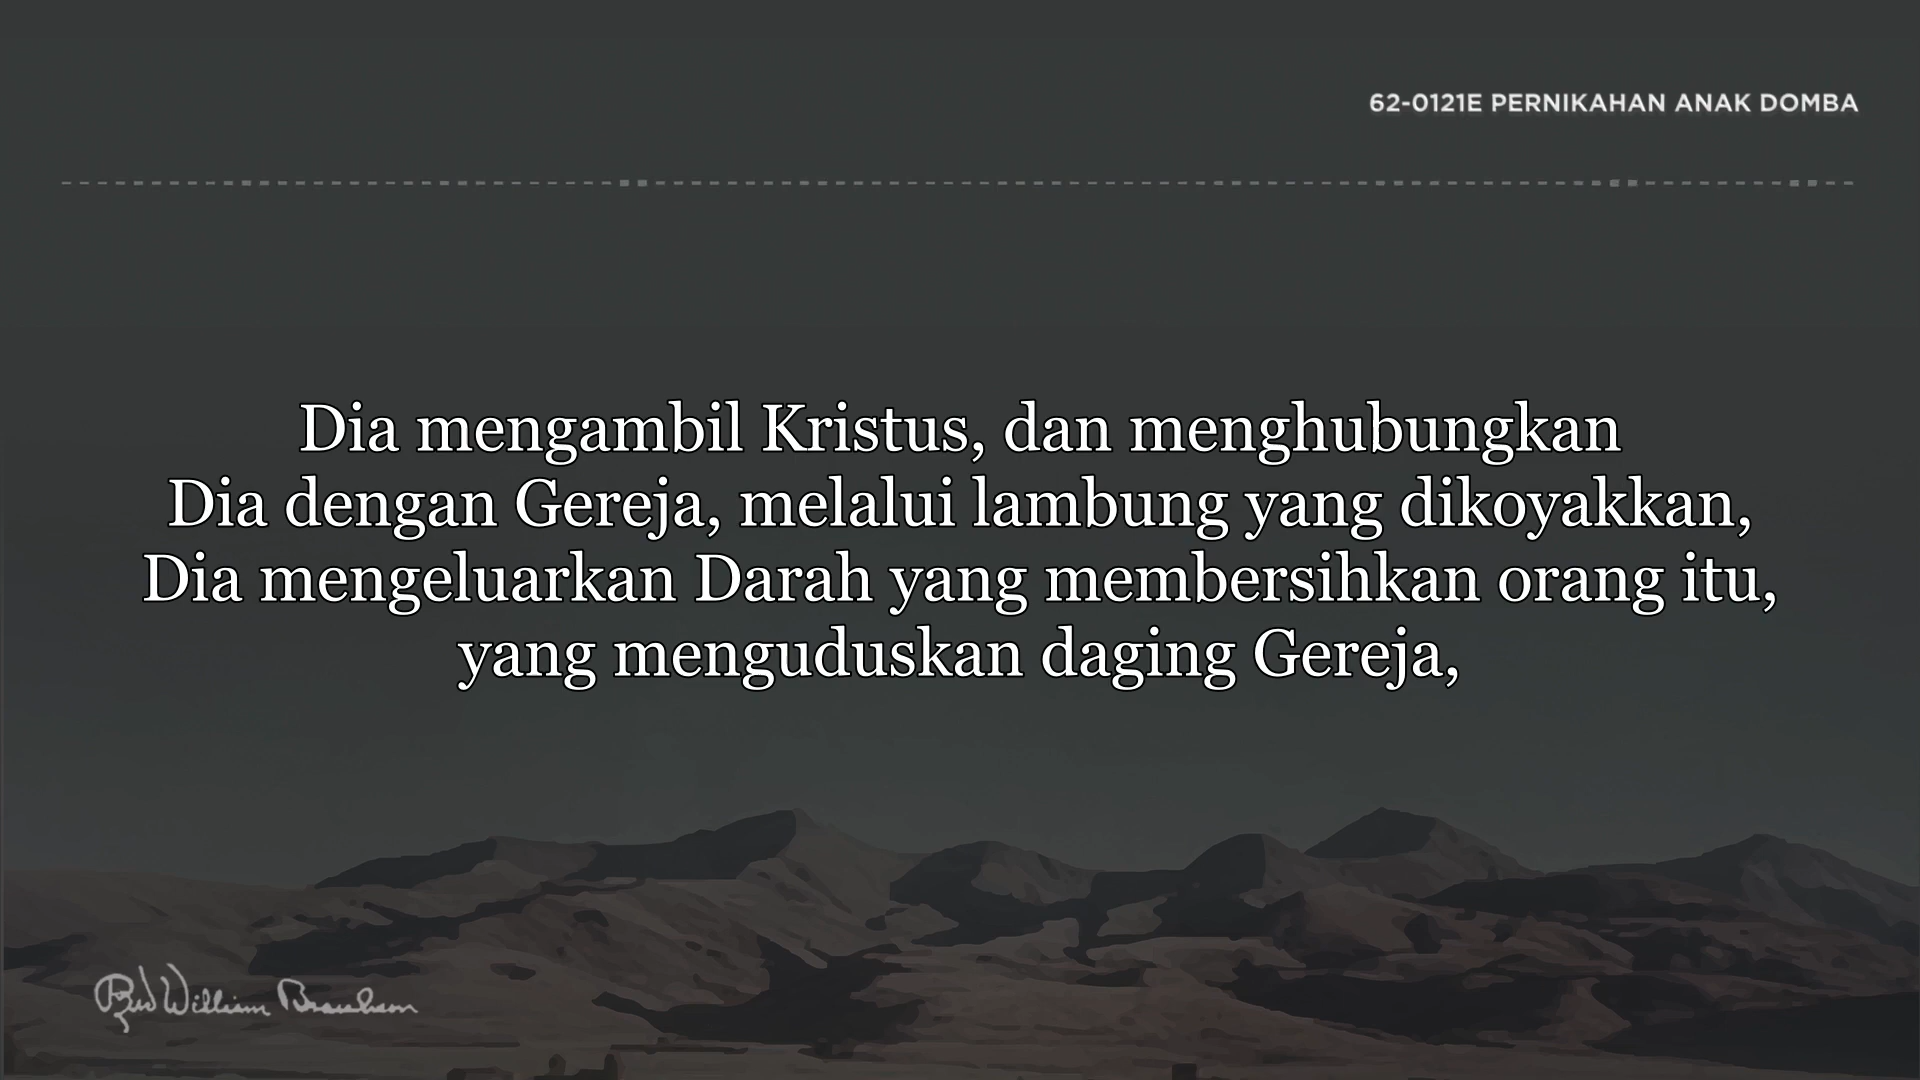 62-0121E PERNIKAHAN ANAK DOMBA
Dia mengambil Kristus, dan menghubungkan
Dia dengan Gereja, melalui lambung yang dikoyakkan,
Dia mengeluarkan Darah yang membersihkan orang itu,
yang menguduskan daging Gereja,
Rev William Branham